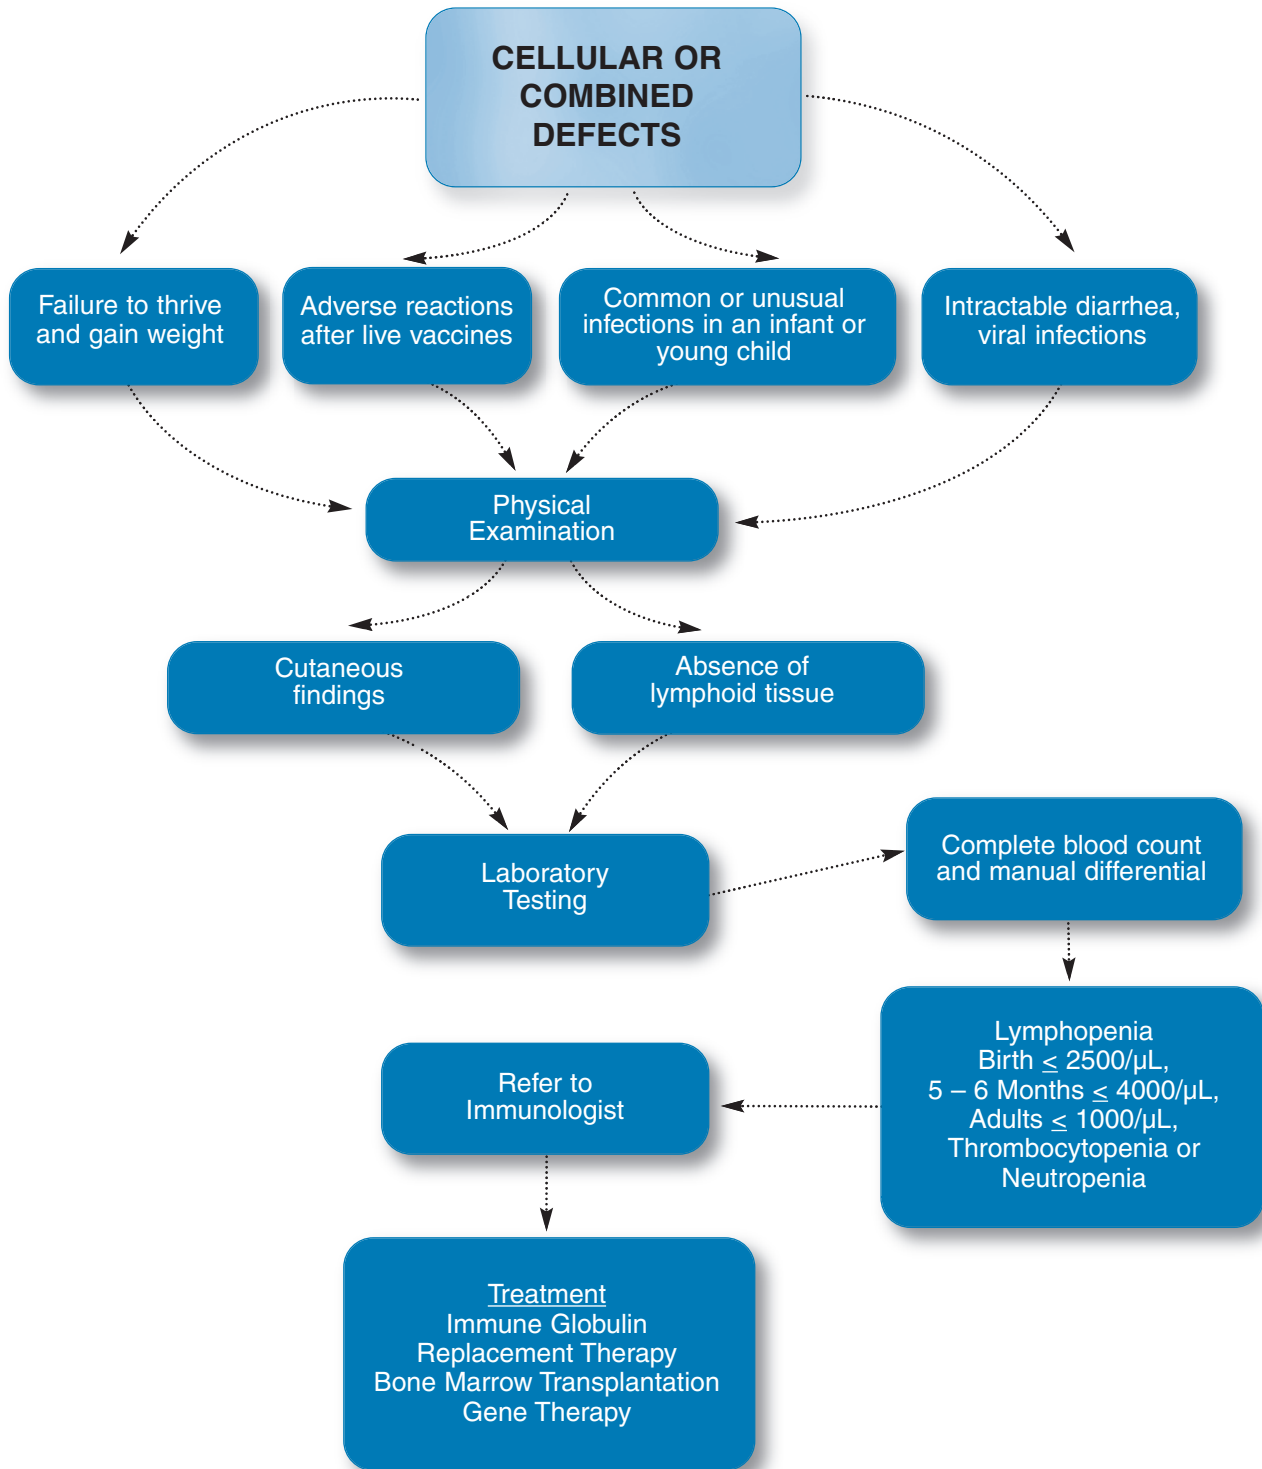 CELLULAR OR
COMBINED
DEFECTS
Failure to thrive
and gain weight
Adverse reactions
after live vaccines
Common or unusual
infections in an infant or
young child
Intractable diarrhea,
viral infections
Physical
Examination
Cutaneous
findings
Absence of
lymphoid tissue
Laboratory
Testing
Complete blood count
and manual differential
Lymphopenia
Birth ≤ 2500/µL,
5 – 6 Months ≤ 4000/µL,
Adults ≤ 1000/µL,
Thrombocytopenia or
Neutropenia
Refer to
Immunologist
Treatment
Immune Globulin
Replacement Therapy
Bone Marrow Transplantation
Gene Therapy